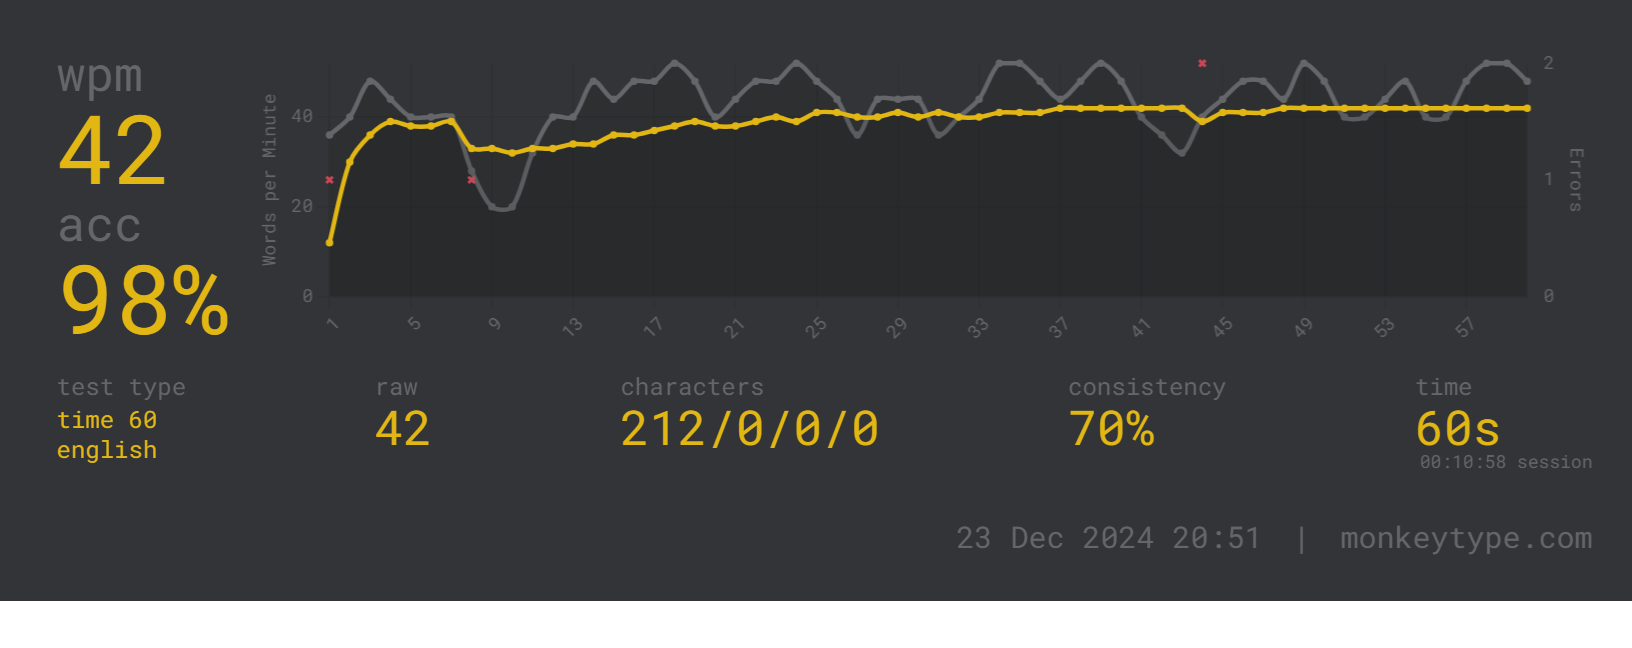 wpm
42
acc
98%
Words per Minute
40
20
0
2
1
0
Errors
1 5 9 13 17 21 25 29 33 37 41 45 49 53 57
test type
time 60
english
raw
42
characters
212/0/0/0
consistency
70%
time
60s
00:10:58 session
23 Dec 2024 20:51 | monkeytype.com